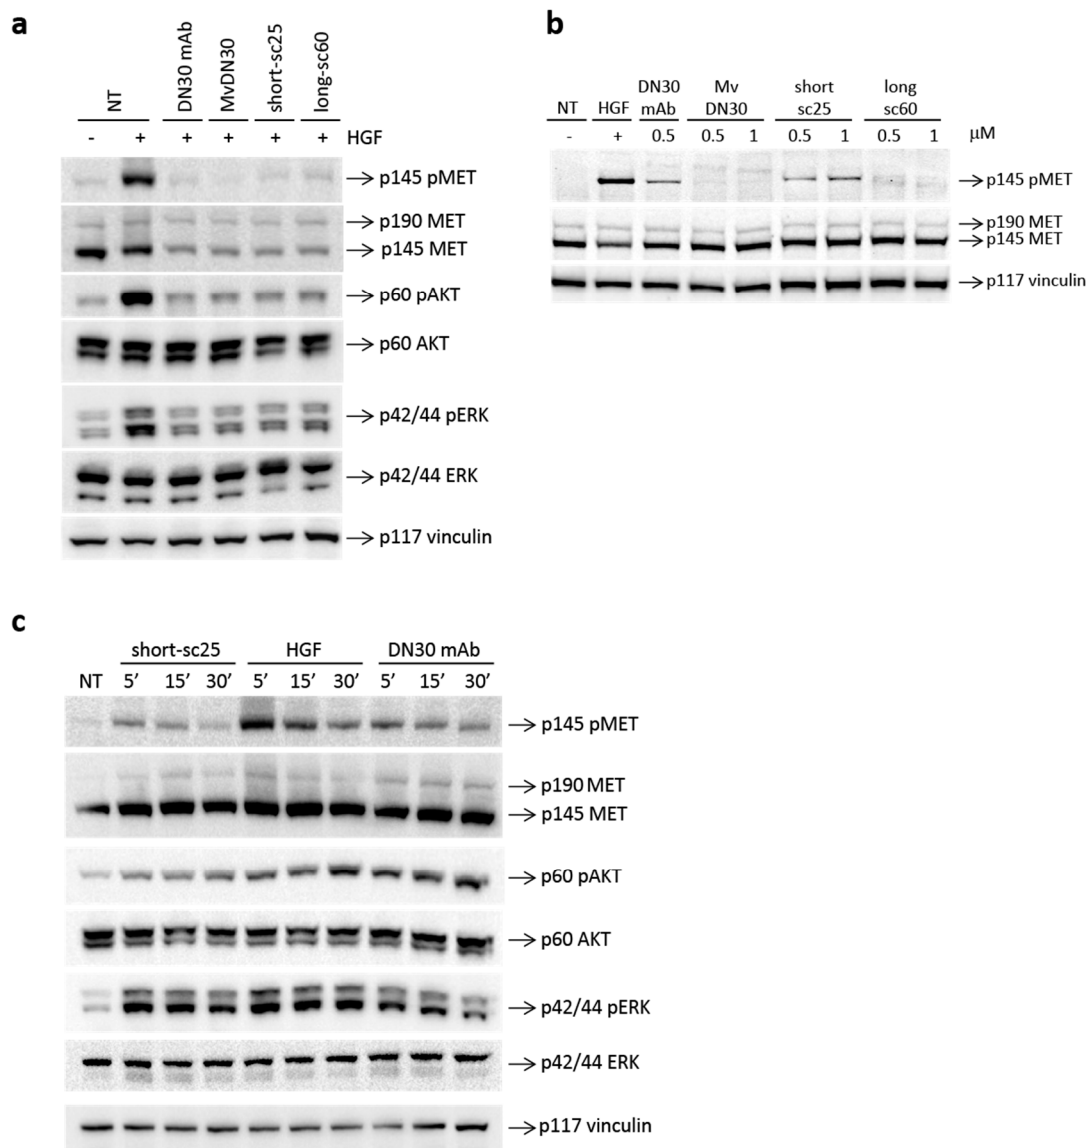 a
NT
DN30 mAb
MvDN30
short-sc25
long-sc60
- + + + + + HGF
p145 pMET
p190 MET
p145 MET
p60 pAKT
p60 AKT
p42/44 pERK
p42/44 ERK
p117 vinculin
b
NT HGF DN30 mAb Mv DN30 short sc25 long sc60
- + 0.5 0.5 1 0.5 1 0.5 1 μM
p145 pMET
p190 MET
p145 MET
p117 vinculin
c
short-sc25 HGF DN30 mAb
NT 5’ 15’ 30’ 5’ 15’ 30’ 5’ 15’ 30’
p145 pMET
p190 MET
p145 MET
p60 pAKT
p60 AKT
p42/44 pERK
p42/44 ERK
p117 vinculin